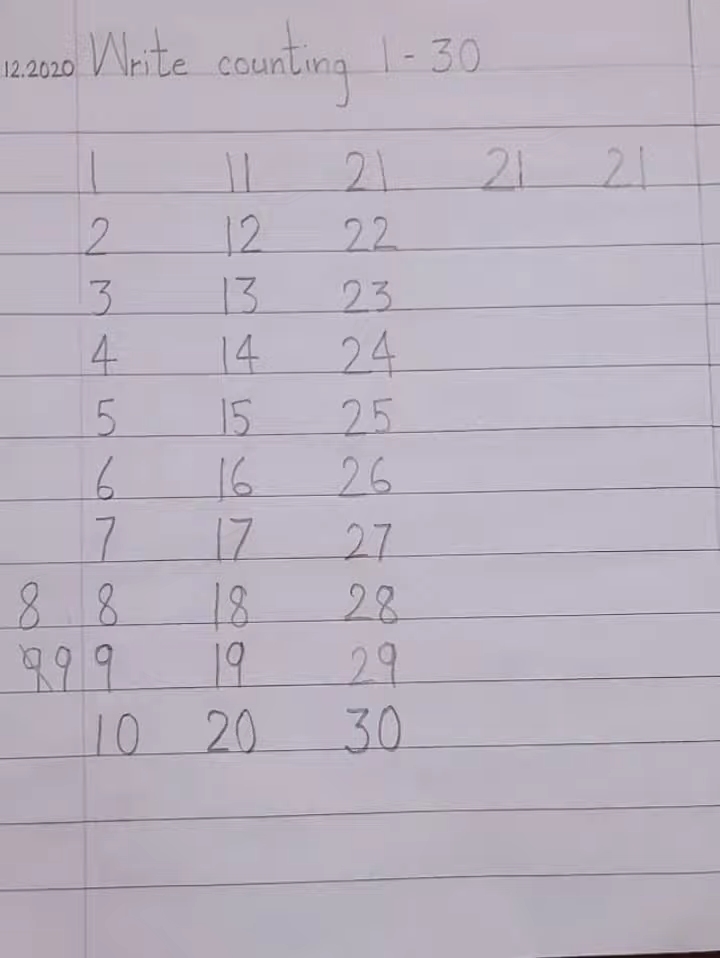 12.2020 Write counting 1-30
1 11 21 21 21
2 12 22
3 13 23
4 14 24
5 15 25
6 16 26
7 17 27
8 8 18 28
9 9 19 29
10 20 30